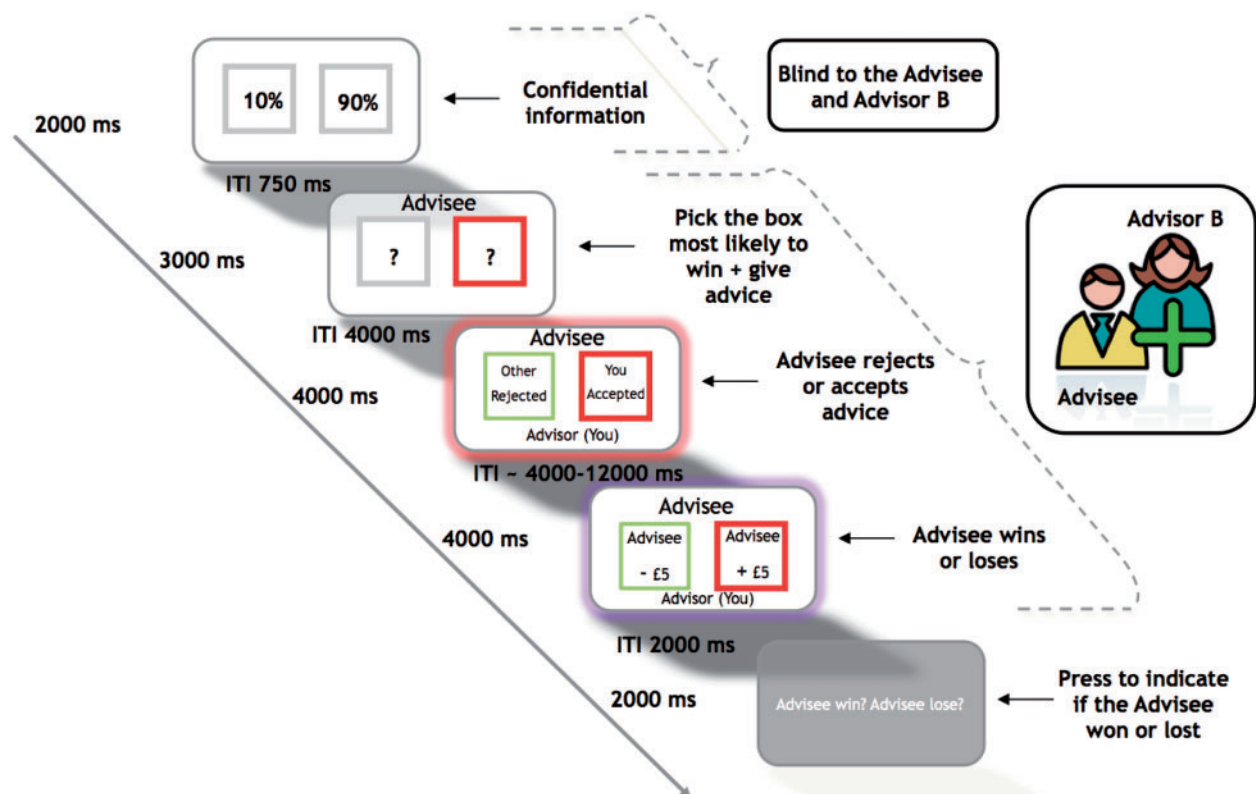 10%
90%
Confidential
information
Blind to the Advisee
and Advisor B
2000 ms
ITI 750 ms
Advisee
?
?
Pick the box
most likely to
win + give
advice
3000 ms
ITI 4000 ms
Advisor B
Advisee
Advisee
Other
Rejected
You
Accepted
Advisor (You)
Advisee rejects
or accepts
advice
4000 ms
ITI ~ 4000-12000 ms
Advisee
Advisee
- £5
Advisee
+ £5
Advisor (You)
Advisee wins
or loses
4000 ms
ITI 2000 ms
2000 ms
Advisee win? Advisee lose?
Press to indicate
if the Advisee
won or lost